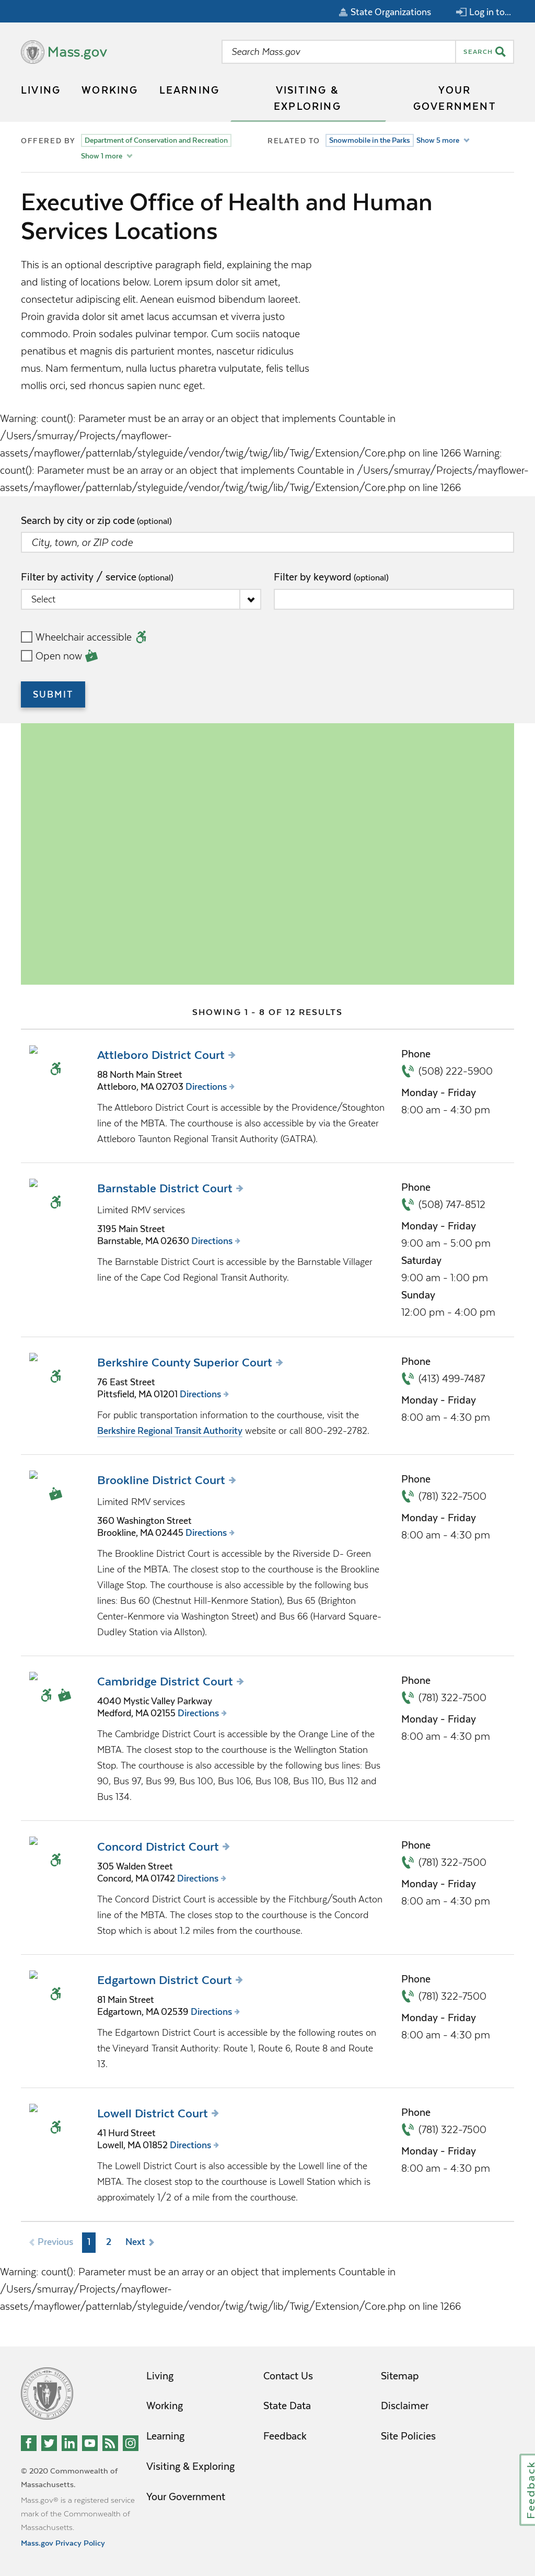 State Organizations
Log in to...
Mass.gov
Search Mass.gov
SEARCH
LIVING
WORKING
LEARNING
VISITING &
EXPLORING
YOUR
GOVERNMENT
OFFERED BY
Department of Conservation and Recreation
Show 1 more
RELATED TO
Snowmobile in the Parks
Show 5 more
Executive Office of Health and Human
Services Locations
This is an optional descriptive paragraph field, explaining the map
and listing of locations below. Lorem ipsum dolor sit amet,
consectetur adipiscing elit. Aenean euismod bibendum laoreet.
Proin gravida dolor sit amet lacus accumsan et viverra justo
commodo. Proin sodales pulvinar tempor. Cum sociis natoque
penatibus et magnis dis parturient montes, nascetur ridiculus
mus. Nam fermentum, nulla luctus pharetra vulputate, felis tellus
mollis orci, sed rhoncus sapien nunc eget.
Warning: count(): Parameter must be an array or an object that implements Countable in
/Users/smurray/Projects/mayflower-
assets/mayflower/patternlab/styleguide/vendor/twig/twig/lib/Twig/Extension/Core.php on line 1266 Warning:
count(): Parameter must be an array or an object that implements Countable in /Users/smurray/Projects/mayflower-
assets/mayflower/patternlab/styleguide/vendor/twig/twig/lib/Twig/Extension/Core.php on line 1266
Search by city or zip code (optional)
City, town, or ZIP code
Filter by activity / service (optional)
Select
Filter by keyword (optional)
Wheelchair accessible
Open now
SUBMIT
SHOWING 1 - 8 OF 12 RESULTS
Attleboro District Court
88 North Main Street
Attleboro, MA 02703 Directions
The Attleboro District Court is accessible by the Providence/Stoughton
line of the MBTA. The courthouse is also accessible by via the Greater
Attleboro Taunton Regional Transit Authority (GATRA).
Phone
(508) 222-5900
Monday - Friday
8:00 am - 4:30 pm
Barnstable District Court
Limited RMV services
3195 Main Street
Barnstable, MA 02630 Directions
The Barnstable District Court is accessible by the Barnstable Villager
line of the Cape Cod Regional Transit Authority.
Phone
(508) 747-8512
Monday - Friday
9:00 am - 5:00 pm
Saturday
9:00 am - 1:00 pm
Sunday
12:00 pm - 4:00 pm
Berkshire County Superior Court
76 East Street
Pittsfield, MA 01201 Directions
For public transportation information to the courthouse, visit the
Berkshire Regional Transit Authority website or call 800-292-2782.
Phone
(413) 499-7487
Monday - Friday
8:00 am - 4:30 pm
Brookline District Court
Limited RMV services
360 Washington Street
Brookline, MA 02445 Directions
The Brookline District Court is accessible by the Riverside D- Green
Line of the MBTA. The closest stop to the courthouse is the Brookline
Village Stop. The courthouse is also accessible by the following bus
lines: Bus 60 (Chestnut Hill-Kenmore Station), Bus 65 (Brighton
Center-Kenmore via Washington Street) and Bus 66 (Harvard Square-
Dudley Station via Allston).
Phone
(781) 322-7500
Monday - Friday
8:00 am - 4:30 pm
Cambridge District Court
4040 Mystic Valley Parkway
Medford, MA 02155 Directions
The Cambridge District Court is accessible by the Orange Line of the
MBTA. The closest stop to the courthouse is the Wellington Station
Stop. The courthouse is also accessible by the following bus lines: Bus
90, Bus 97, Bus 99, Bus 100, Bus 106, Bus 108, Bus 110, Bus 112 and
Bus 134.
Phone
(781) 322-7500
Monday - Friday
8:00 am - 4:30 pm
Concord District Court
305 Walden Street
Concord, MA 01742 Directions
The Concord District Court is accessible by the Fitchburg/South Acton
line of the MBTA. The closes stop to the courthouse is the Concord
Stop which is about 1.2 miles from the courthouse.
Phone
(781) 322-7500
Monday - Friday
8:00 am - 4:30 pm
Edgartown District Court
81 Main Street
Edgartown, MA 02539 Directions
The Edgartown District Court is accessible by the following routes on
the Vineyard Transit Authority: Route 1, Route 6, Route 8 and Route
13.
Phone
(781) 322-7500
Monday - Friday
8:00 am - 4:30 pm
Lowell District Court
41 Hurd Street
Lowell, MA 01852 Directions
The Lowell District Court is also accessible by the Lowell line of the
MBTA. The closest stop to the courthouse is Lowell Station which is
approximately 1/2 of a mile from the courthouse.
Phone
(781) 322-7500
Monday - Friday
8:00 am - 4:30 pm
Previous 1 2 Next
Warning: count(): Parameter must be an array or an object that implements Countable in
/Users/smurray/Projects/mayflower-
assets/mayflower/patternlab/styleguide/vendor/twig/twig/lib/Twig/Extension/Core.php on line 1266
Living
Working
Learning
Visiting & Exploring
Your Government
Contact Us
State Data
Feedback
Sitemap
Disclaimer
Site Policies
© 2020 Commonwealth of
Massachusetts.
Mass.gov® is a registered service
mark of the Commonwealth of
Massachusetts.
Mass.gov Privacy Policy
Feedback